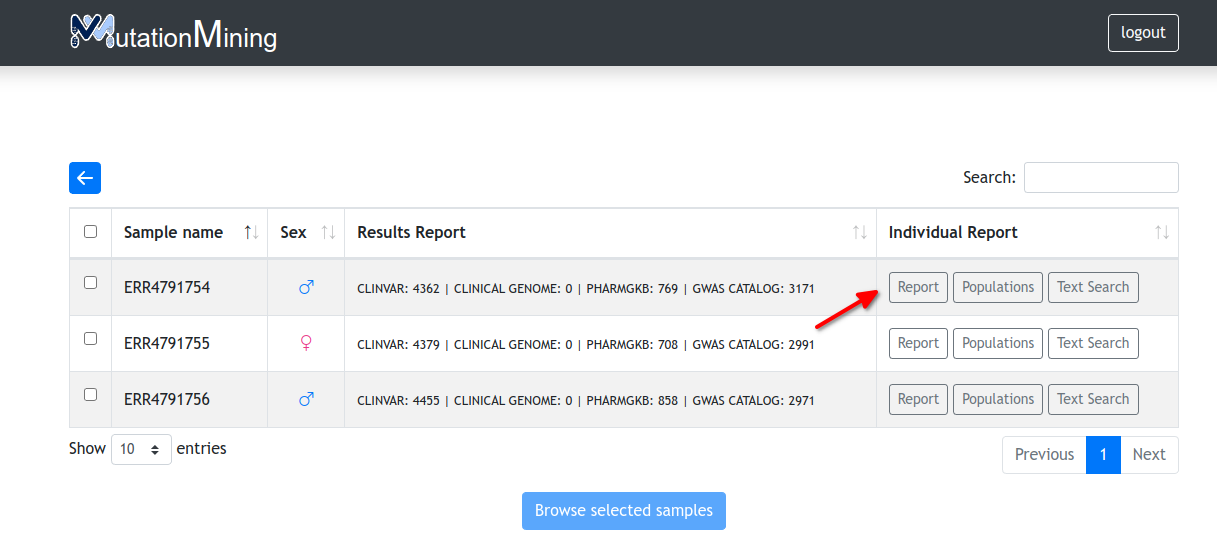 MutationMining
logout
Search:
Sample name Sex Results Report Individual Report
ERR4791754 CLINVAR: 4362 | CLINICAL GENOME: 0 | PHARMGKB: 769 | GWAS CATALOG: 3171 Report Populations Text Search
ERR4791755 CLINVAR: 4379 | CLINICAL GENOME: 0 | PHARMGKB: 708 | GWAS CATALOG: 2991 Report Populations Text Search
ERR4791756 CLINVAR: 4455 | CLINICAL GENOME: 0 | PHARMGKB: 858 | GWAS CATALOG: 2971 Report Populations Text Search
Show 10 entries Previous 1 Next
Browse selected samples